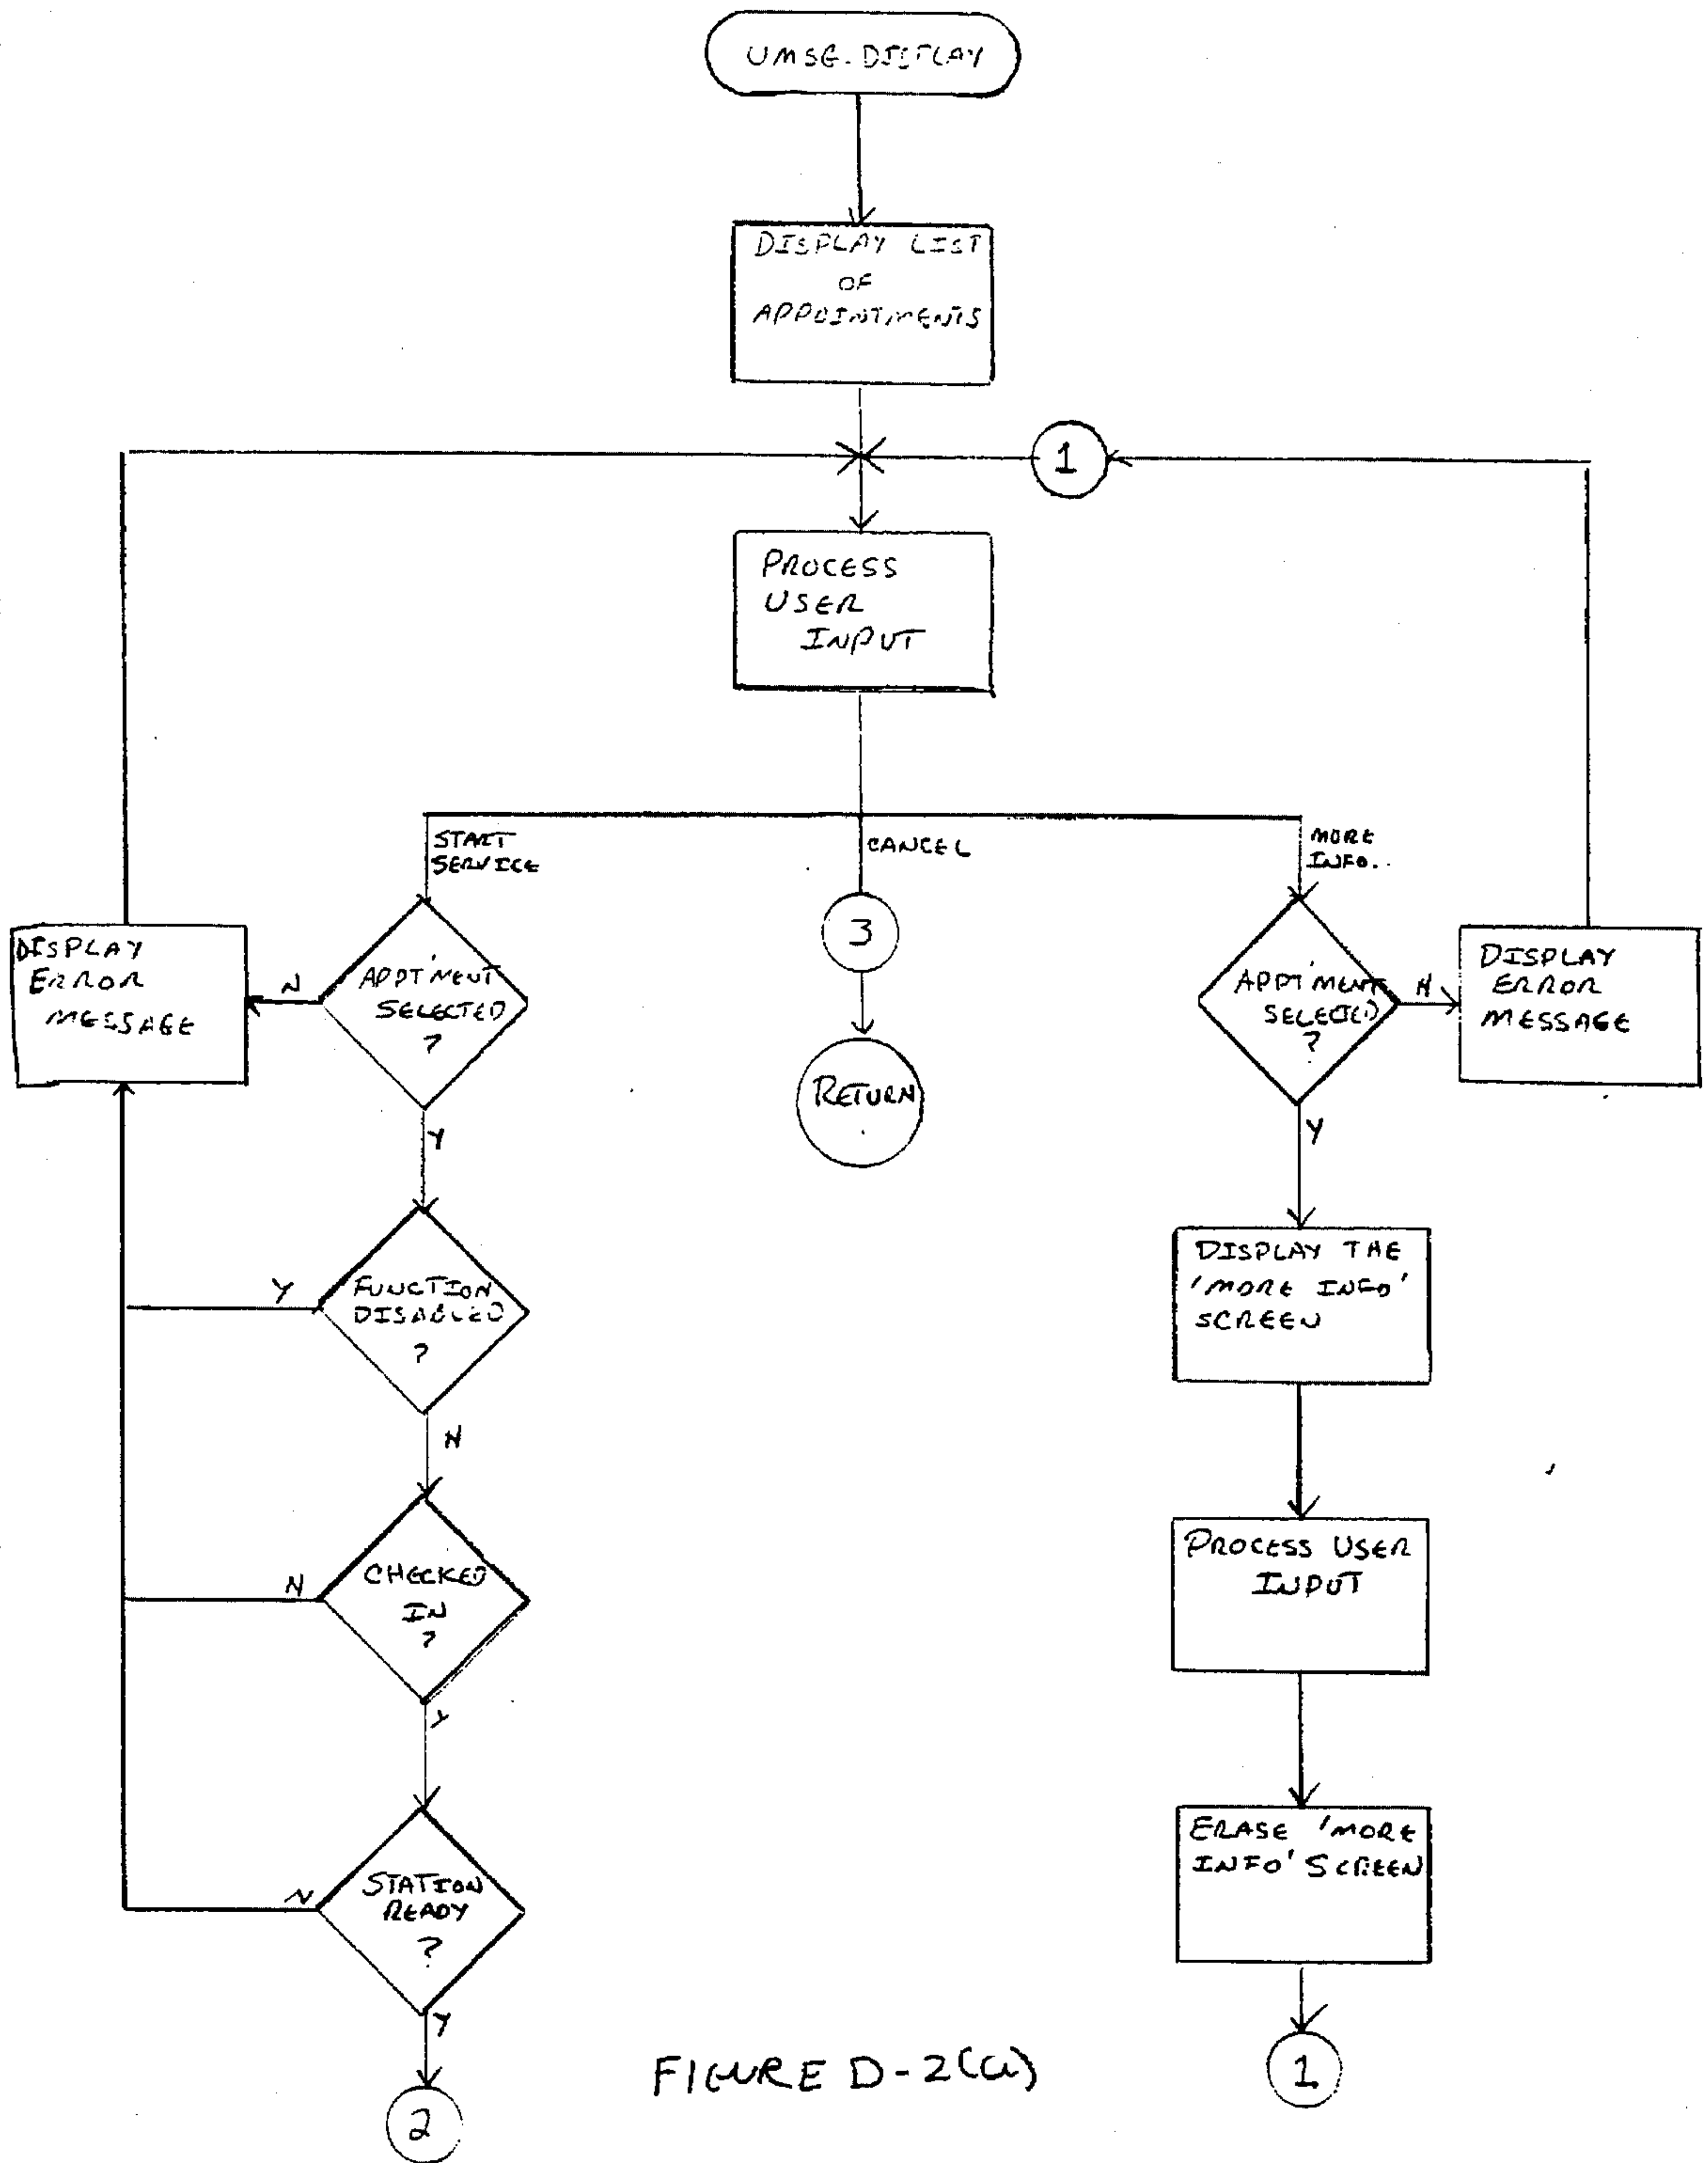 UMSG.DISPLAY
DISPLAY LIST
OF
APPOINTMENTS
1
PROCESS
USER
INPUT
START
SERVICE
CANCEL
MORE
INFO.
DISPLAY
ERROR
MESSAGE
N
APPT'MENT
SELECTED
?
3
APPT'MENT
SELECTED
?
N
DISPLAY
ERROR
MESSAGE
RETURN
Y
Y
Y
FUNCTION
DISABLED
?
DISPLAY THE
'MORE INFO'
SCREEN
N
N
CHECKED
IN
?
PROCESS USER
INPUT
Y
ERASE 'MORE
INFO' SCREEN
N
STATION
READY
?
Y
FIGURE D-2(a)
1
2